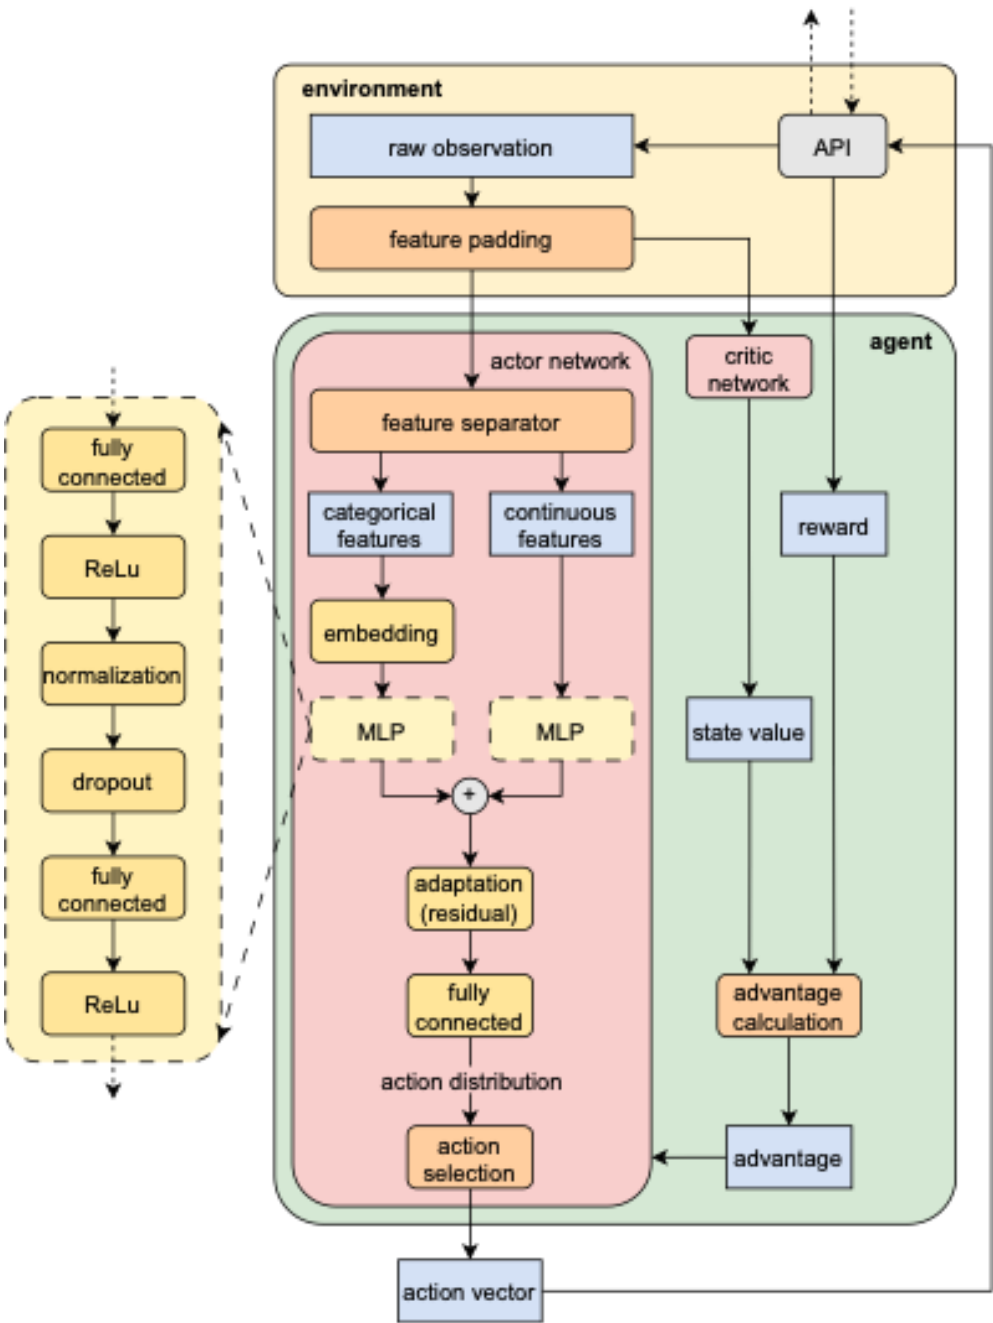 environment
raw observation
API
feature padding
agent
actor network
critic
network
feature separator
categorical
features
continuous
features
reward
embedding
MLP
MLP
state value
+
adaptation
(residual)
fully
connected
advantage
calculation
action distribution
action
selection
advantage
action vector
fully
connected
ReLu
normalization
dropout
fully
connected
ReLu